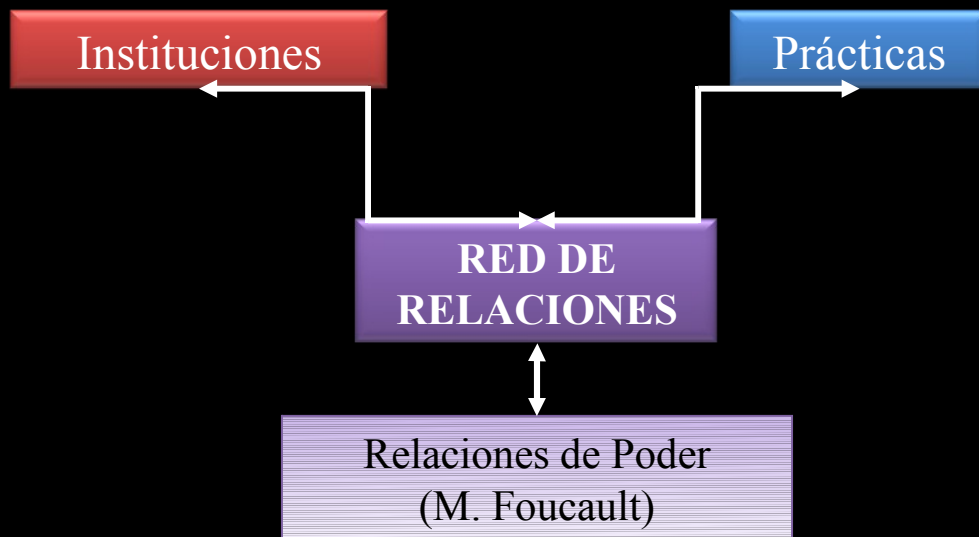 Instituciones
Prácticas
RED DE
RELACIONES
Relaciones de Poder
(M. Foucault)